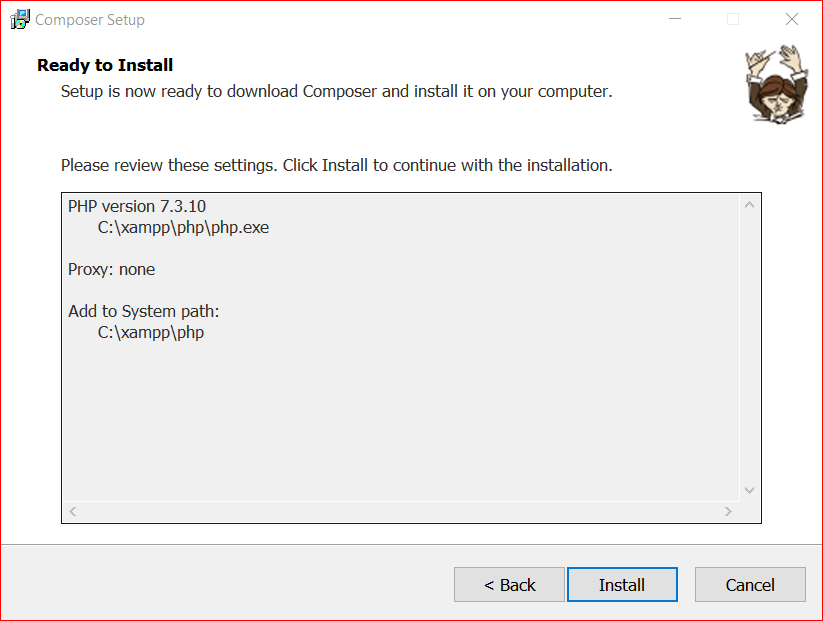 Composer Setup
Ready to Install
Setup is now ready to download Composer and install it on your computer.
Please review these settings. Click Install to continue with the installation.
PHP version 7.3.10
C:\xampp\php\php.exe
Proxy: none
Add to System path:
C:\xampp\php
< Back
Install
Cancel